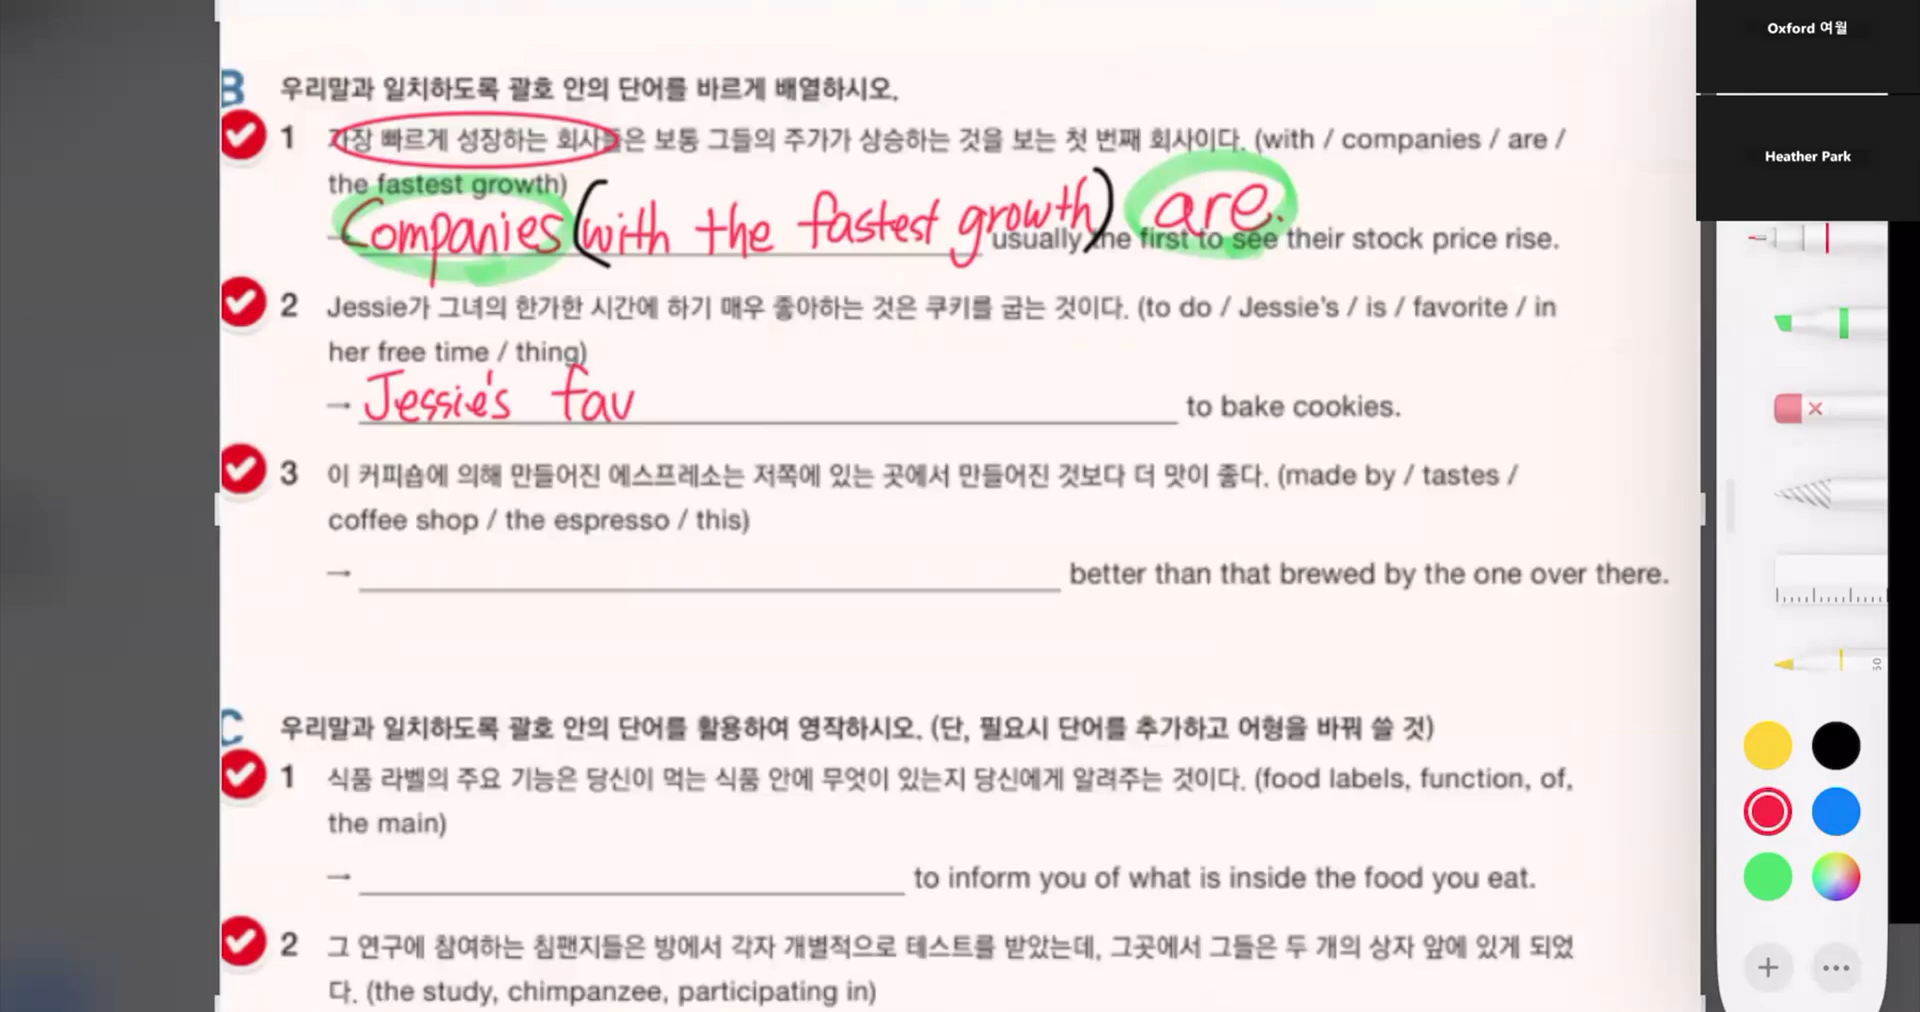 Oxford 여월
Heather Park
B 우리말과 일치하도록 괄호 안의 단어를 바르게 배열하시오.
1 가장 빠르게 성장하는 회사들은 보통 그들의 주가가 상승하는 것을 보는 첫 번째 회사이다. (with / companies / are /
the fastest growth)
Companies (with the fastest growth) are.
→ usually the first to see their stock price rise.
2 Jessie가 그녀의 한가한 시간에 하기 매우 좋아하는 것은 쿠키를 굽는 것이다. (to do / Jessie's / is / favorite / in
her free time / thing)
→ Jessie's fav to bake cookies.
3 이 커피숍에 의해 만들어진 에스프레소는 저쪽에 있는 곳에서 만들어진 것보다 더 맛이 좋다. (made by / tastes /
coffee shop / the espresso / this)
→ better than that brewed by the one over there.
C 우리말과 일치하도록 괄호 안의 단어를 활용하여 영작하시오. (단, 필요시 단어를 추가하고 어형을 바꿔 쓸 것)
1 식품 라벨의 주요 기능은 당신이 먹는 식품 안에 무엇이 있는지 당신에게 알려주는 것이다. (food labels, function, of,
the main)
→ to inform you of what is inside the food you eat.
2 그 연구에 참여하는 침팬지들은 방에서 각자 개별적으로 테스트를 받았는데, 그곳에서 그들은 두 개의 상자 앞에 있게 되었
다. (the study, chimpanzee, participating in)
50